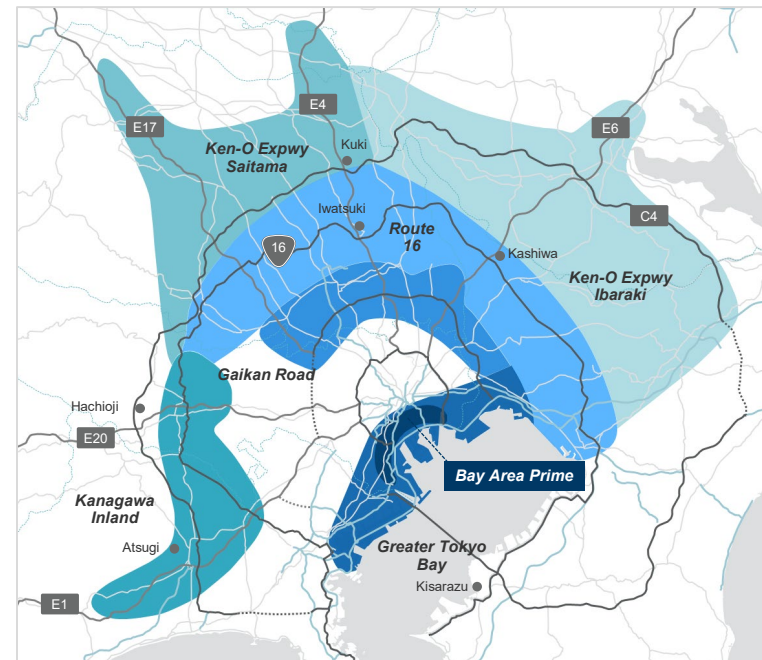 E4
E17
E6
Ken-O Expwy
Saitama
Kuki
Iwatsuki
Route
16
C4
16
Kashiwa
Ken-O Expwy
Ibaraki
Gaikan Road
Hachioji
E20
Bay Area Prime
Kanagawa
Inland
Atsugi
Greater Tokyo
Bay
Kisarazu
E1